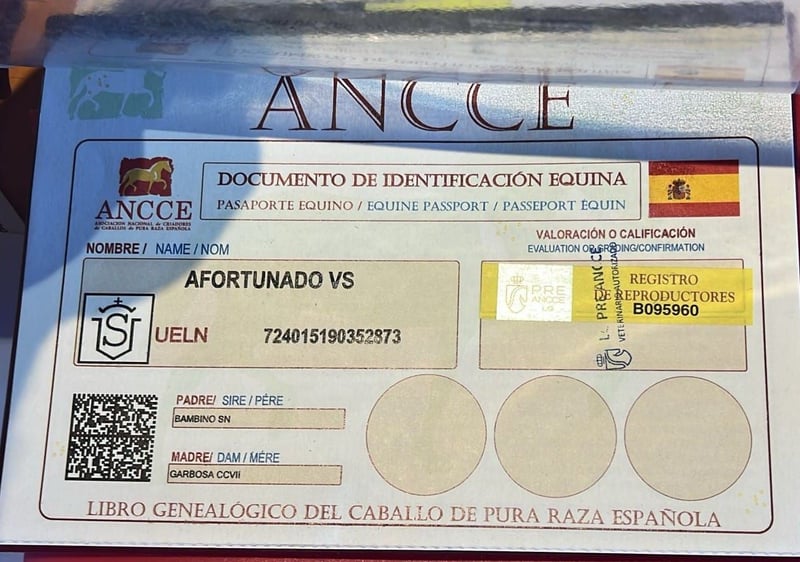 ANCCE
ANCCE
ASOCIACIÓN NACIONAL DE CRIADORES
DE CABALLOS DE PURA RAZA ESPAÑOLA
DOCUMENTO DE IDENTIFICACIÓN EQUINA
PASAPORTE EQUINO / EQUINE PASSPORT / PASSEPORT ÉQUIN
NOMBRE / NAME / NOM
AFORTUNADO VS
S
UELN 724015190352873
VALORACIÓN O CALIFICACIÓN
EVALUATION OR GRADING/CONFIRMATION
PRE
ANCCE
REGISTRO
DE REPRODUCTORES
B095960
PRE ANCCE
VETERINARIO AUTORIZADO
PADRE/ SIRE / PÉRE
BAMBINO SN
MADRE/ DAM / MÉRE
GARBOSA CCVII
LIBRO GENEALÓGICO DEL CABALLO DE PURA RAZA ESPAÑOLA